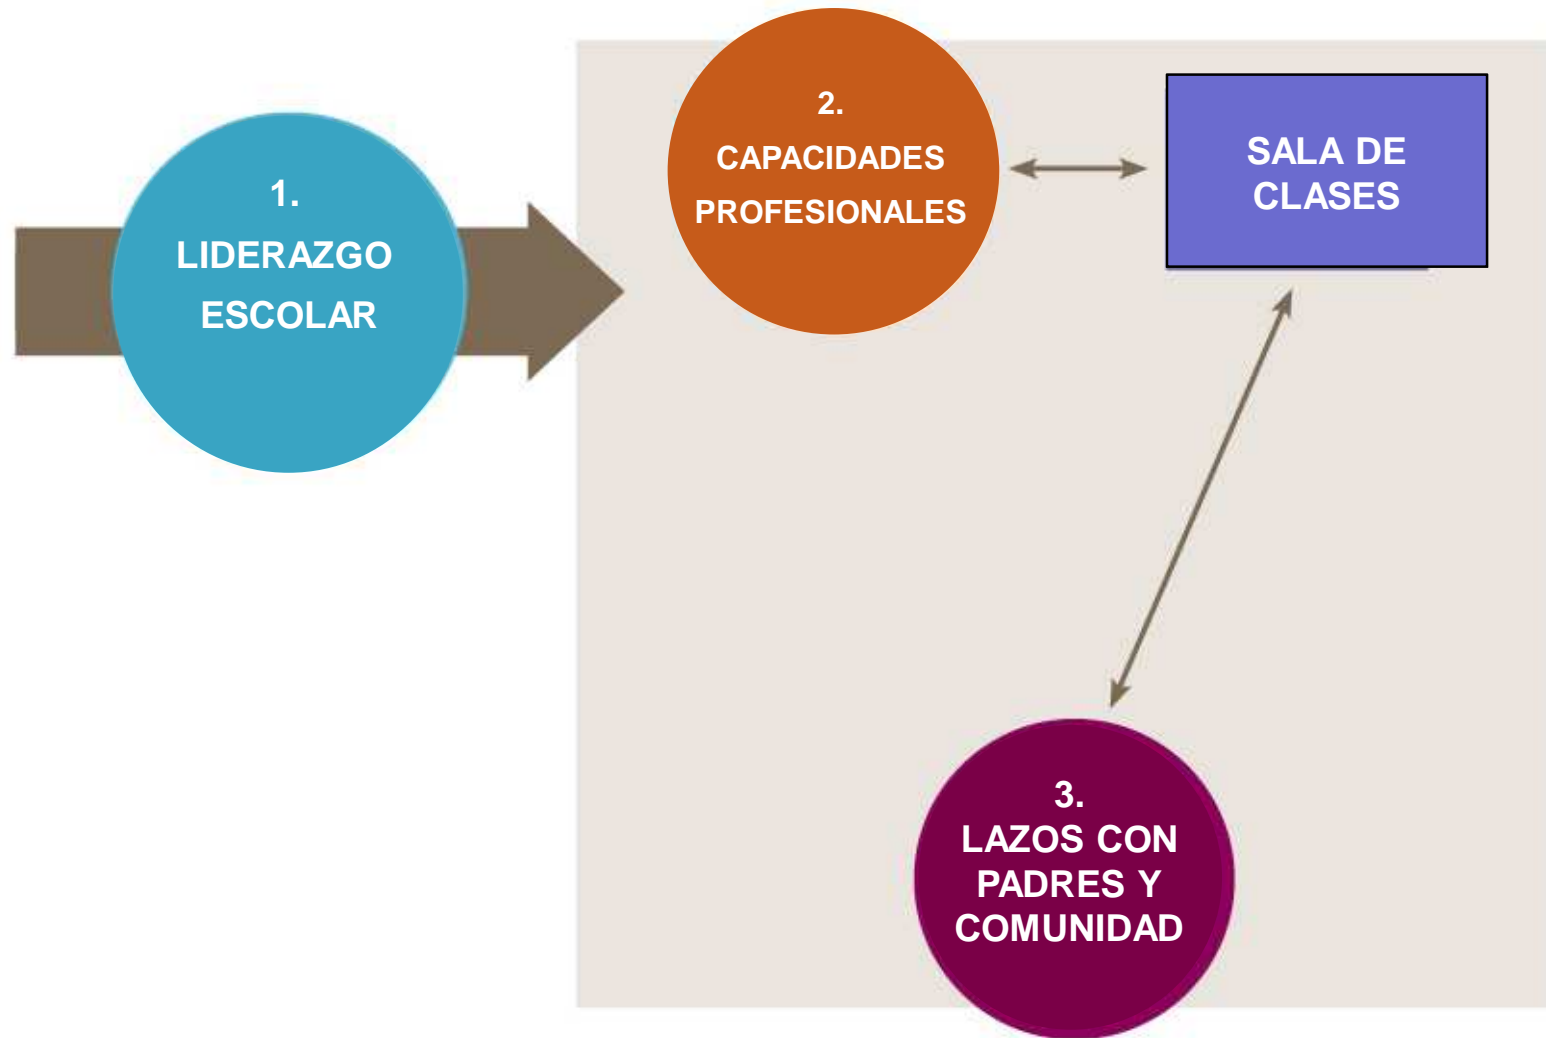 1.
LIDERAZGO
ESCOLAR
2.
CAPACIDADES
PROFESIONALES
SALA DE
CLASES
3.
LAZOS CON
PADRES Y
COMUNIDAD